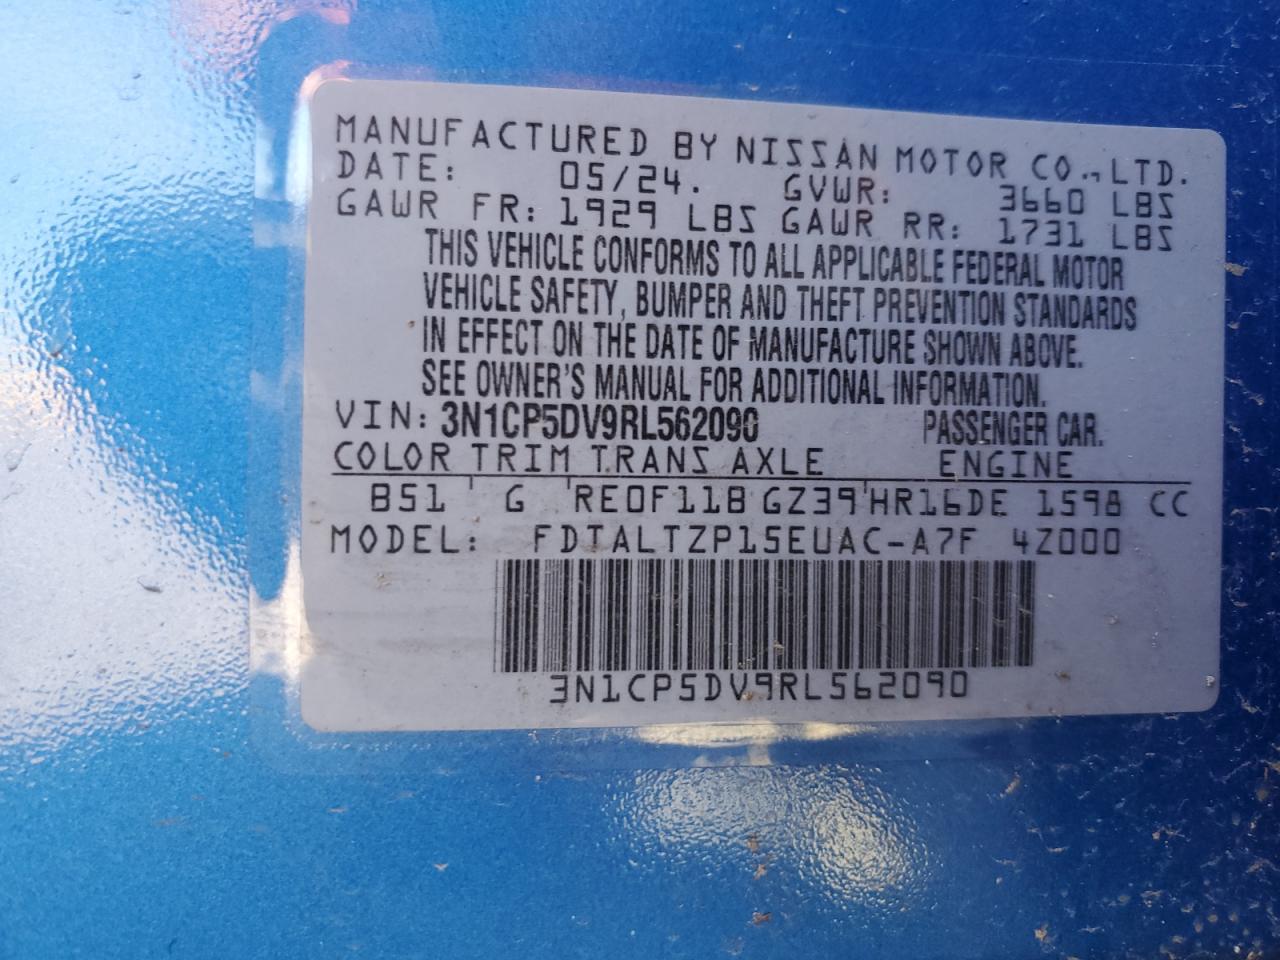 MANUFACTURED BY NISSAN MOTOR CO.,LTD.
DATE: 05/24. GVWR: 3660 LBS
GAWR FR: 1929 LBS GAWR RR: 1731 LBS
THIS VEHICLE CONFORMS TO ALL APPLICABLE FEDERAL MOTOR
VEHICLE SAFETY, BUMPER AND THEFT PREVENTION STANDARDS
IN EFFECT ON THE DATE OF MANUFACTURE SHOWN ABOVE.
SEE OWNER'S MANUAL FOR ADDITIONAL INFORMATION.
VIN: 3N1CP5DV9RL562090 PASSENGER CAR.
COLOR TRIM TRANS AXLE ENGINE
B51 G RE0F11B GZ39 HR16DE 1598 CC
MODEL: FDTALTZP15EUAC-A7F 4Z000
3N1CP5DV9RL562090